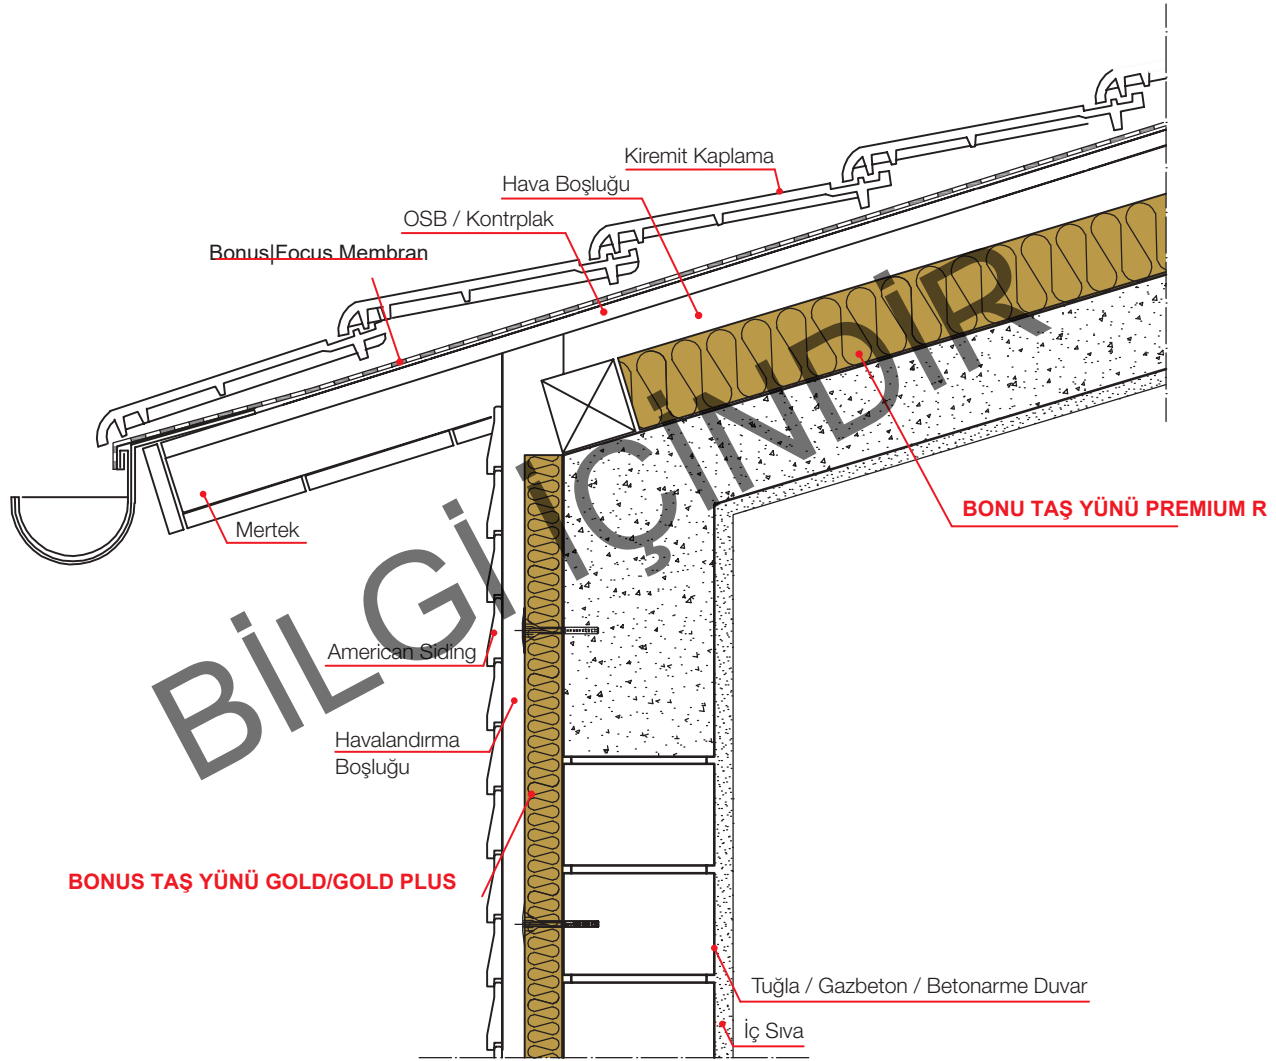 Kiremit Kaplama
Hava Boşluğu
OSB / Kontrplak
Bonus|Focus Membran
BONU TAŞ YÜNÜ PREMIUM R
Mertek
BİLGİ İÇİNDİR
American Siding
Havalandırma
Boşluğu
BONUS TAŞ YÜNÜ GOLD/GOLD PLUS
Tuğla / Gazbeton / Betonarme Duvar
İç Sıva